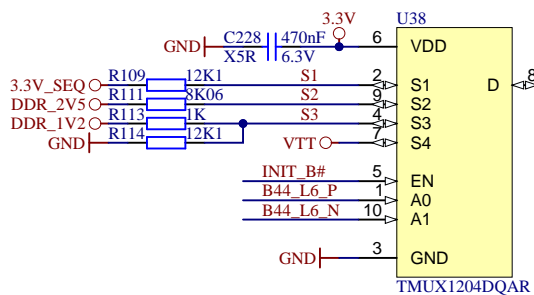 3.3V
U38
C228 470nF
GND
X5R 6.3V
6 VDD
3.3V_SEQ R109 12K1 S1 2 S1 D 8
DDR_2V5 R111 8K06 S2 9 S2
DDR_1V2 R113 1K S3 4 S3
GND R114 12K1 VTT 7 S4
INIT_B# 5 EN
B44_L6_P 1 A0
B44_L6_N 10 A1
GND 3 GND
TMUX1204DQAR